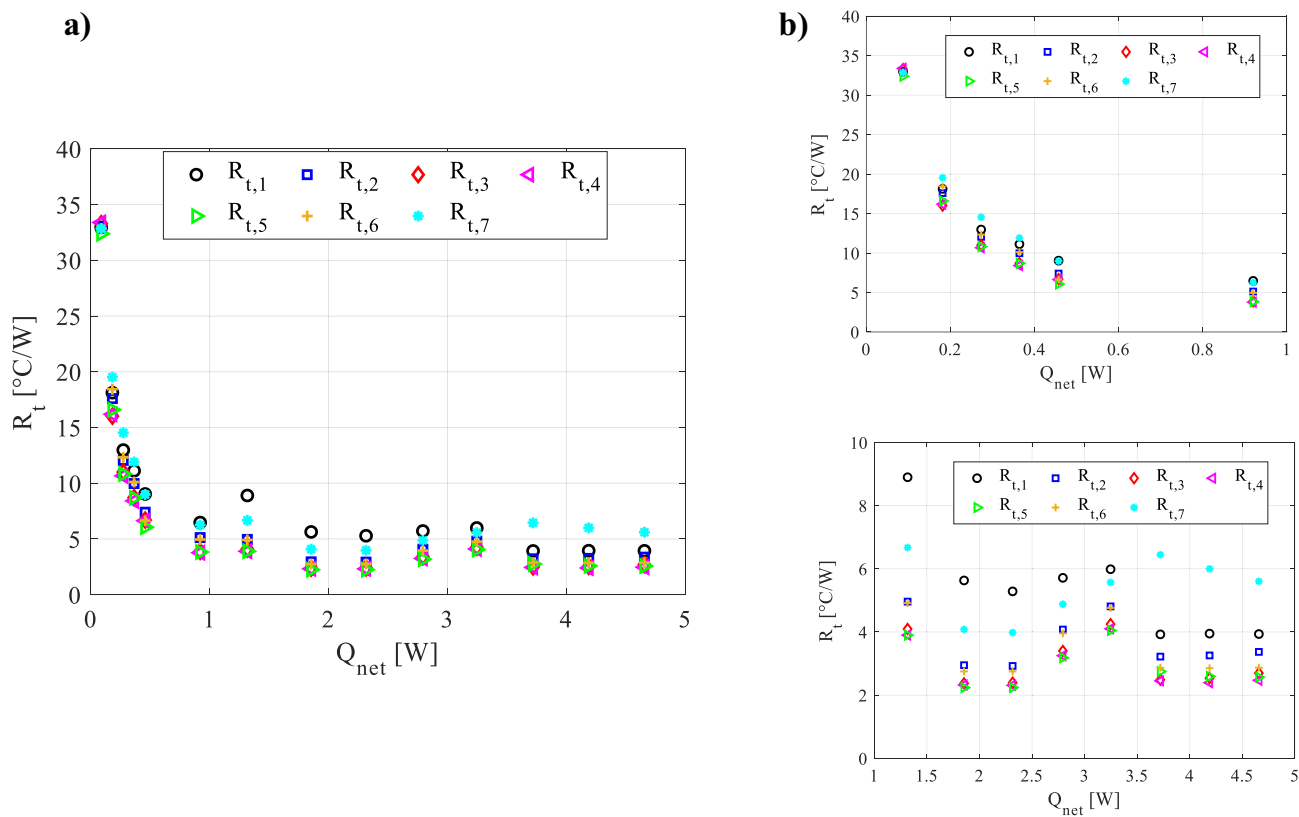 a)
40
35
30
25
20
15
10
5
0
R_t [°C/W]
R_t,1 R_t,2 R_t,3 R_t,4
R_t,5 R_t,6 R_t,7
0 1 2 3 4 5
Q_net [W]
b)
40
35
30
25
20
15
10
5
0
R_t [°C/W]
R_t,1 R_t,2 R_t,3 R_t,4
R_t,5 R_t,6 R_t,7
0 0.2 0.4 0.6 0.8 1
Q_net [W]
10
8
6
4
2
0
R_t [°C/W]
R_t,1 R_t,2 R_t,3 R_t,4
R_t,5 R_t,6 R_t,7
1 1.5 2 2.5 3 3.5 4 4.5 5
Q_net [W]